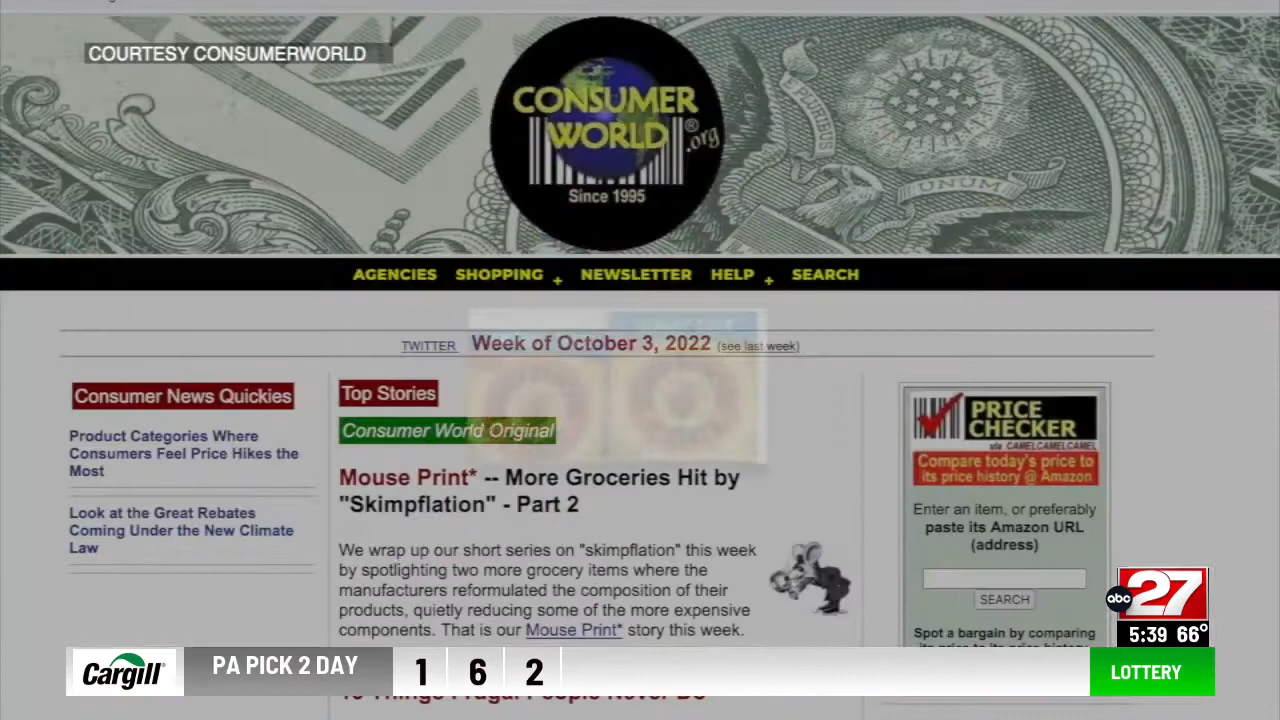 COURTESY CONSUMERWORLD
CONSUMER
WORLD®
.org
Since 1995
PLURIBUS
UNUM
AGENCIES SHOPPING + NEWSLETTER HELP + SEARCH
TWITTER Week of October 3, 2022 (see last week)
Consumer News Quickies
Product Categories Where
Consumers Feel Price Hikes the
Most
Look at the Great Rebates
Coming Under the New Climate
Law
Top Stories
Consumer World Original
Mouse Print* -- More Groceries Hit by
"Skimpflation" - Part 2
We wrap up our short series on "skimpflation" this week
by spotlighting two more grocery items where the
manufacturers reformulated the composition of their
products, quietly reducing some of the more expensive
components. That is our Mouse Print* story this week.
PRICE
CHECKER
via CAMELCAMELCAMEL
Compare today's price to
its price history @ Amazon
Enter an item, or preferably
paste its Amazon URL
(address)
SEARCH
Spot a bargain by comparing
abc 27
5:39 66°
Cargill PA PICK 2 DAY 1 6 2
LOTTERY